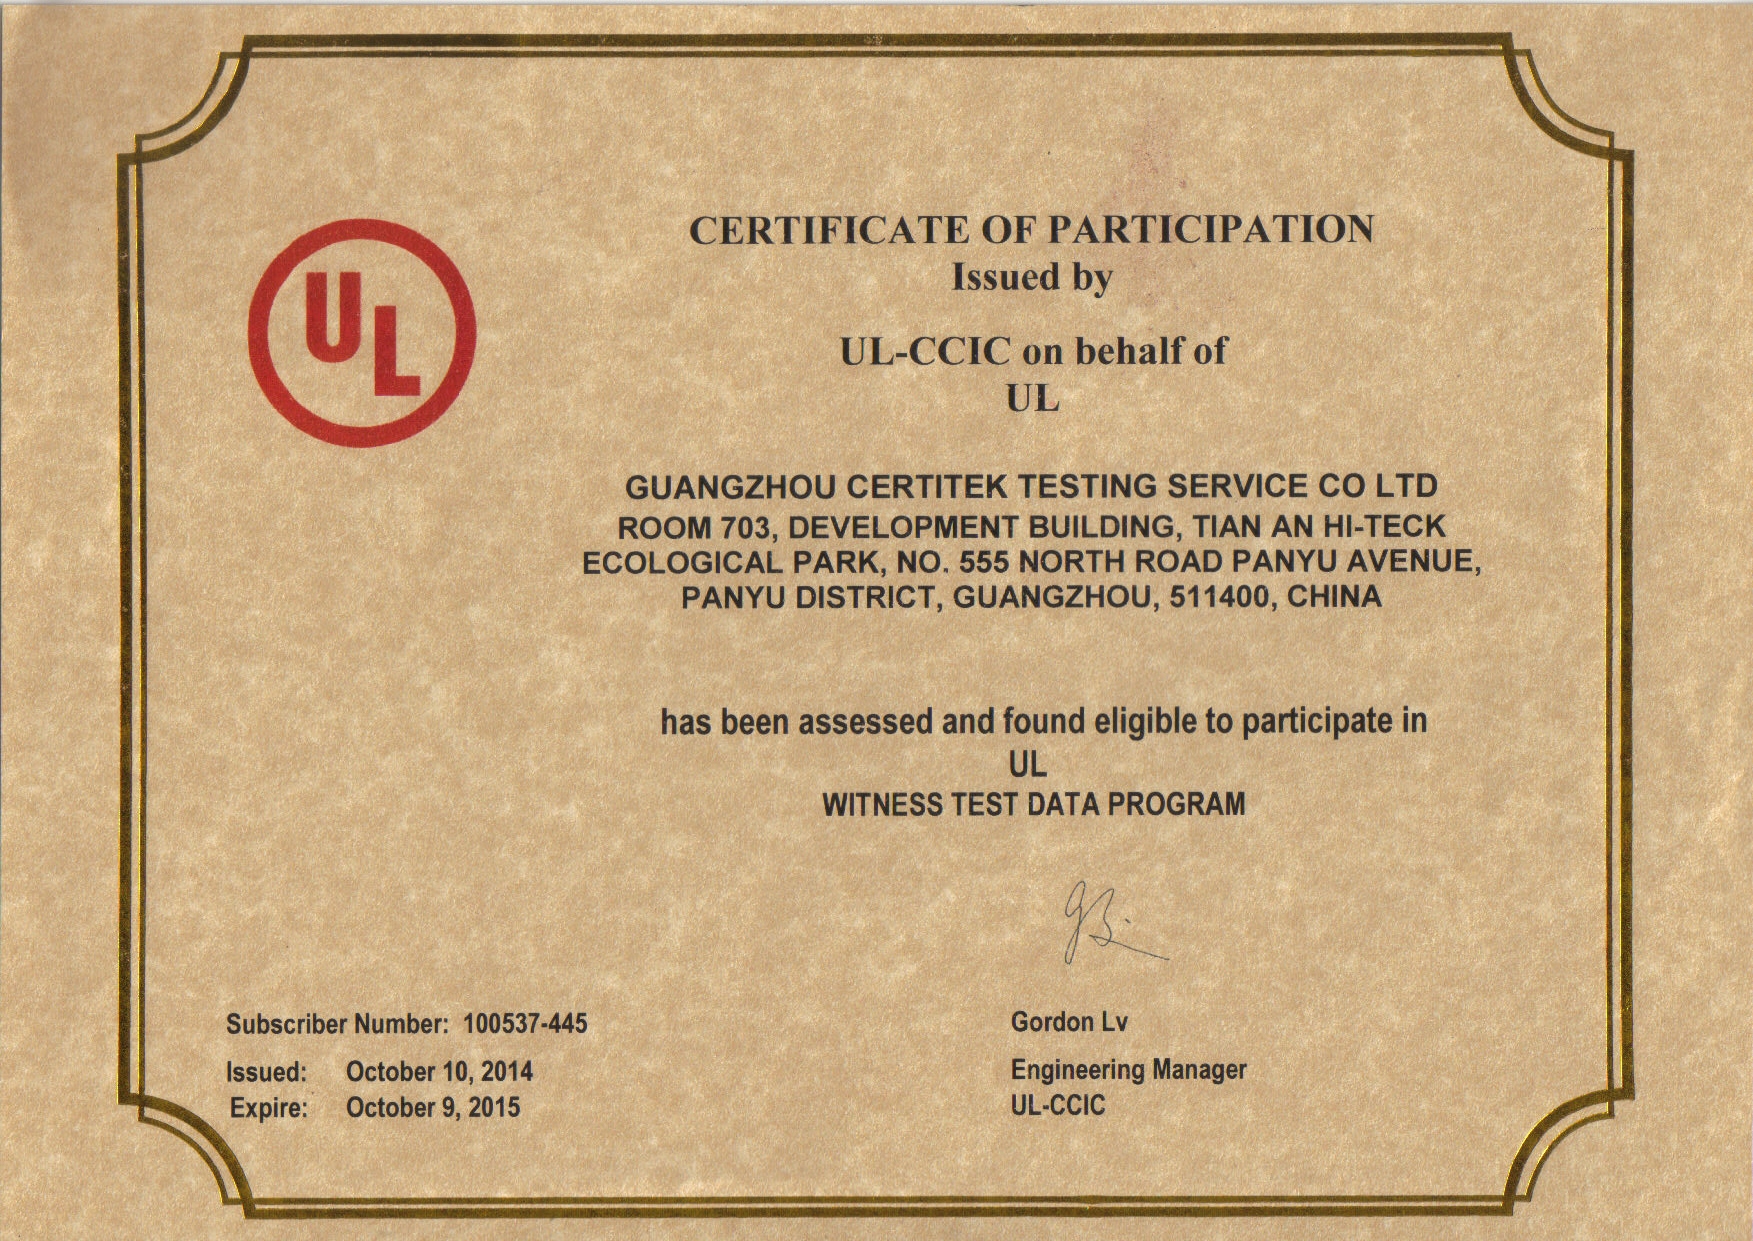 UL
CERTIFICATE OF PARTICIPATION
Issued by
UL-CCIC on behalf of
UL
GUANGZHOU CERTITEK TESTING SERVICE CO LTD
ROOM 703, DEVELOPMENT BUILDING, TIAN AN HI-TECK
ECOLOGICAL PARK, NO. 555 NORTH ROAD PANYU AVENUE,
PANYU DISTRICT, GUANGZHOU, 511400, CHINA
has been assessed and found eligible to participate in
UL
WITNESS TEST DATA PROGRAM
Subscriber Number: 100537-445
Issued: October 10, 2014
Expire: October 9, 2015
Gordon Lv
Engineering Manager
UL-CCIC